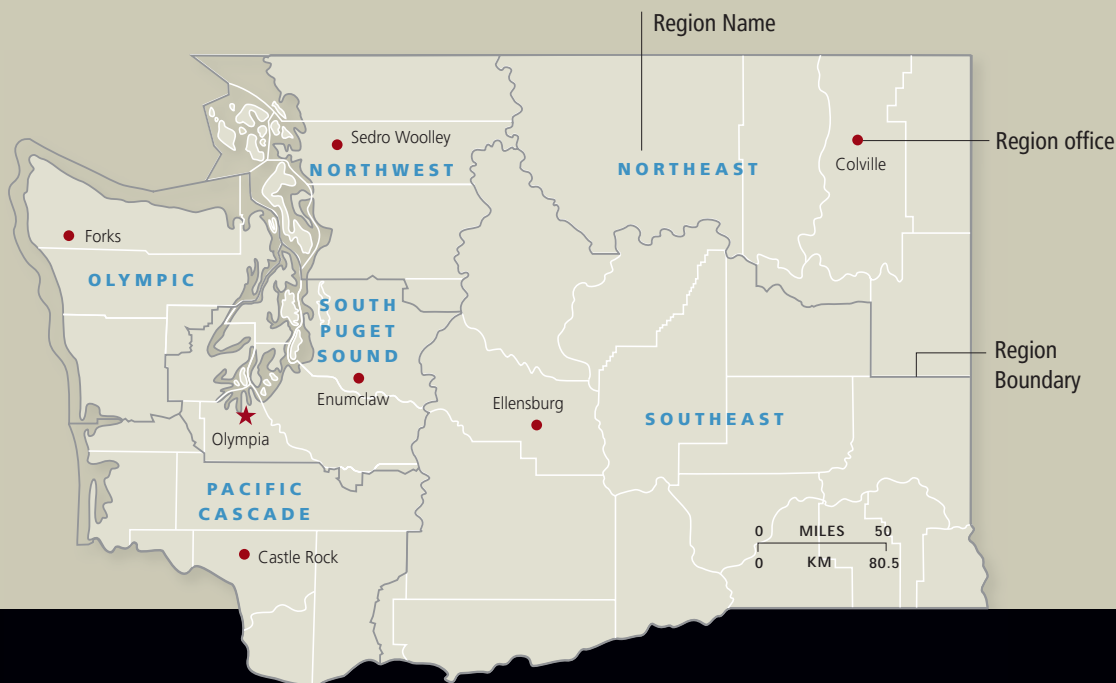 Region Name
Sedro Woolley
NORTHWEST
NORTHEAST
Colville
Region office
Forks
OLYMPIC
SOUTH
PUGET
SOUND
Enumclaw
Region
Boundary
Ellensburg
SOUTHEAST
Olympia
PACIFIC
CASCADE
Castle Rock
0 MILES 50
0 KM 80.5